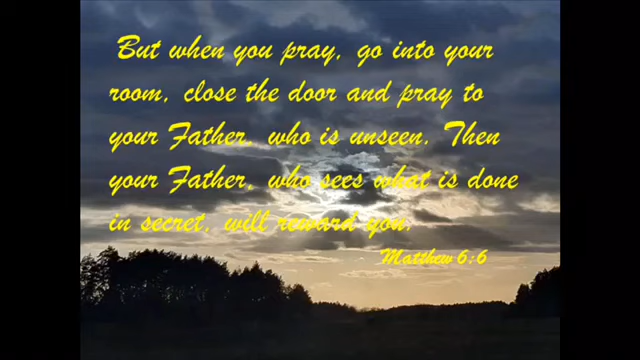 But when you pray, go into your
room, close the door and pray to
your Father, who is unseen. Then
your Father, who sees what is done
in secret, will reward you.
Matthew 6:6